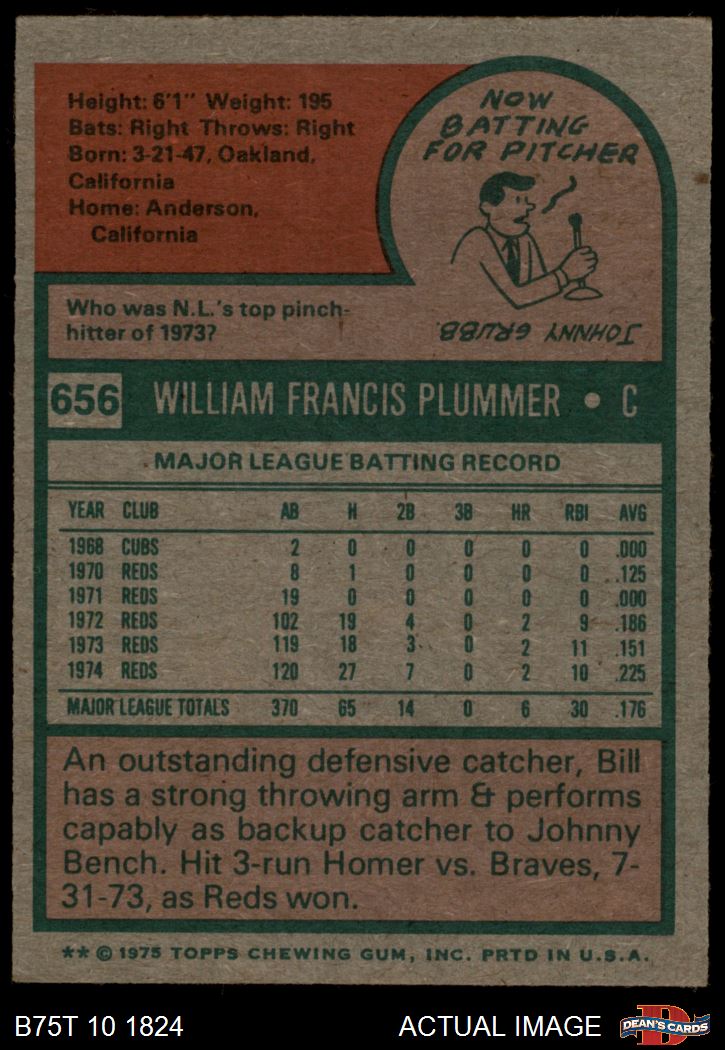 Height: 6'1" Weight: 195
Bats: Right Throws: Right
Born: 3-21-47, Oakland,
California
Home: Anderson,
California
NOW
BATTING
FOR PITCHER
Who was N.L.'s top pinch-
hitter of 1973?
JOHNNY GRUBB.
656 WILLIAM FRANCIS PLUMMER • C
MAJOR LEAGUE BATTING RECORD
YEAR CLUB AB H 2B 3B HR RBI AVG
1968 CUBS 2 0 0 0 0 0 .000
1970 REDS 8 1 0 0 0 0 .125
1971 REDS 19 0 0 0 0 0 .000
1972 REDS 102 19 4 0 2 9 .186
1973 REDS 119 18 3 0 2 11 .151
1974 REDS 120 27 7 0 2 10 .225
MAJOR LEAGUE TOTALS 370 65 14 0 6 30 .176
An outstanding defensive catcher, Bill
has a strong throwing arm & performs
capably as backup catcher to Johnny
Bench. Hit 3-run Homer vs. Braves, 7-
31-73, as Reds won.
** © 1975 TOPPS CHEWING GUM, INC. PRTD IN U.S.A.
B75T 10 1824 ACTUAL IMAGE
D
DEAN'S CARDS